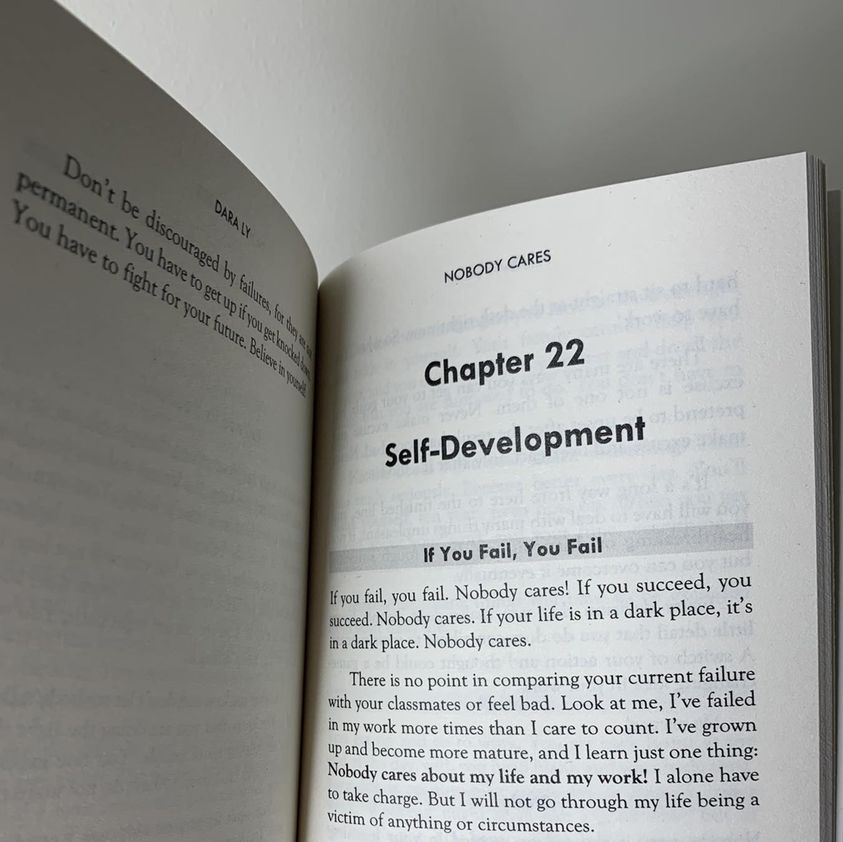 DARA LY
Don't be discouraged by failures, for they are not
permanent. You have to get up if you get knocked down.
You have to fight for your future. Believe in yourself!
NOBODY CARES
Chapter 22
Self-Development
If You Fail, You Fail
If you fail, you fail. Nobody cares! If you succeed, you
succeed. Nobody cares. If your life is in a dark place, it's
in a dark place. Nobody cares.
There is no point in comparing your current failure
with your classmates or feel bad. Look at me, I've failed
in my work more times than I care to count. I've grown
up and become more mature, and I learn just one thing:
Nobody cares about my life and my work! I alone have
to take charge. But I will not go through my life being a
victim of anything or circumstances.